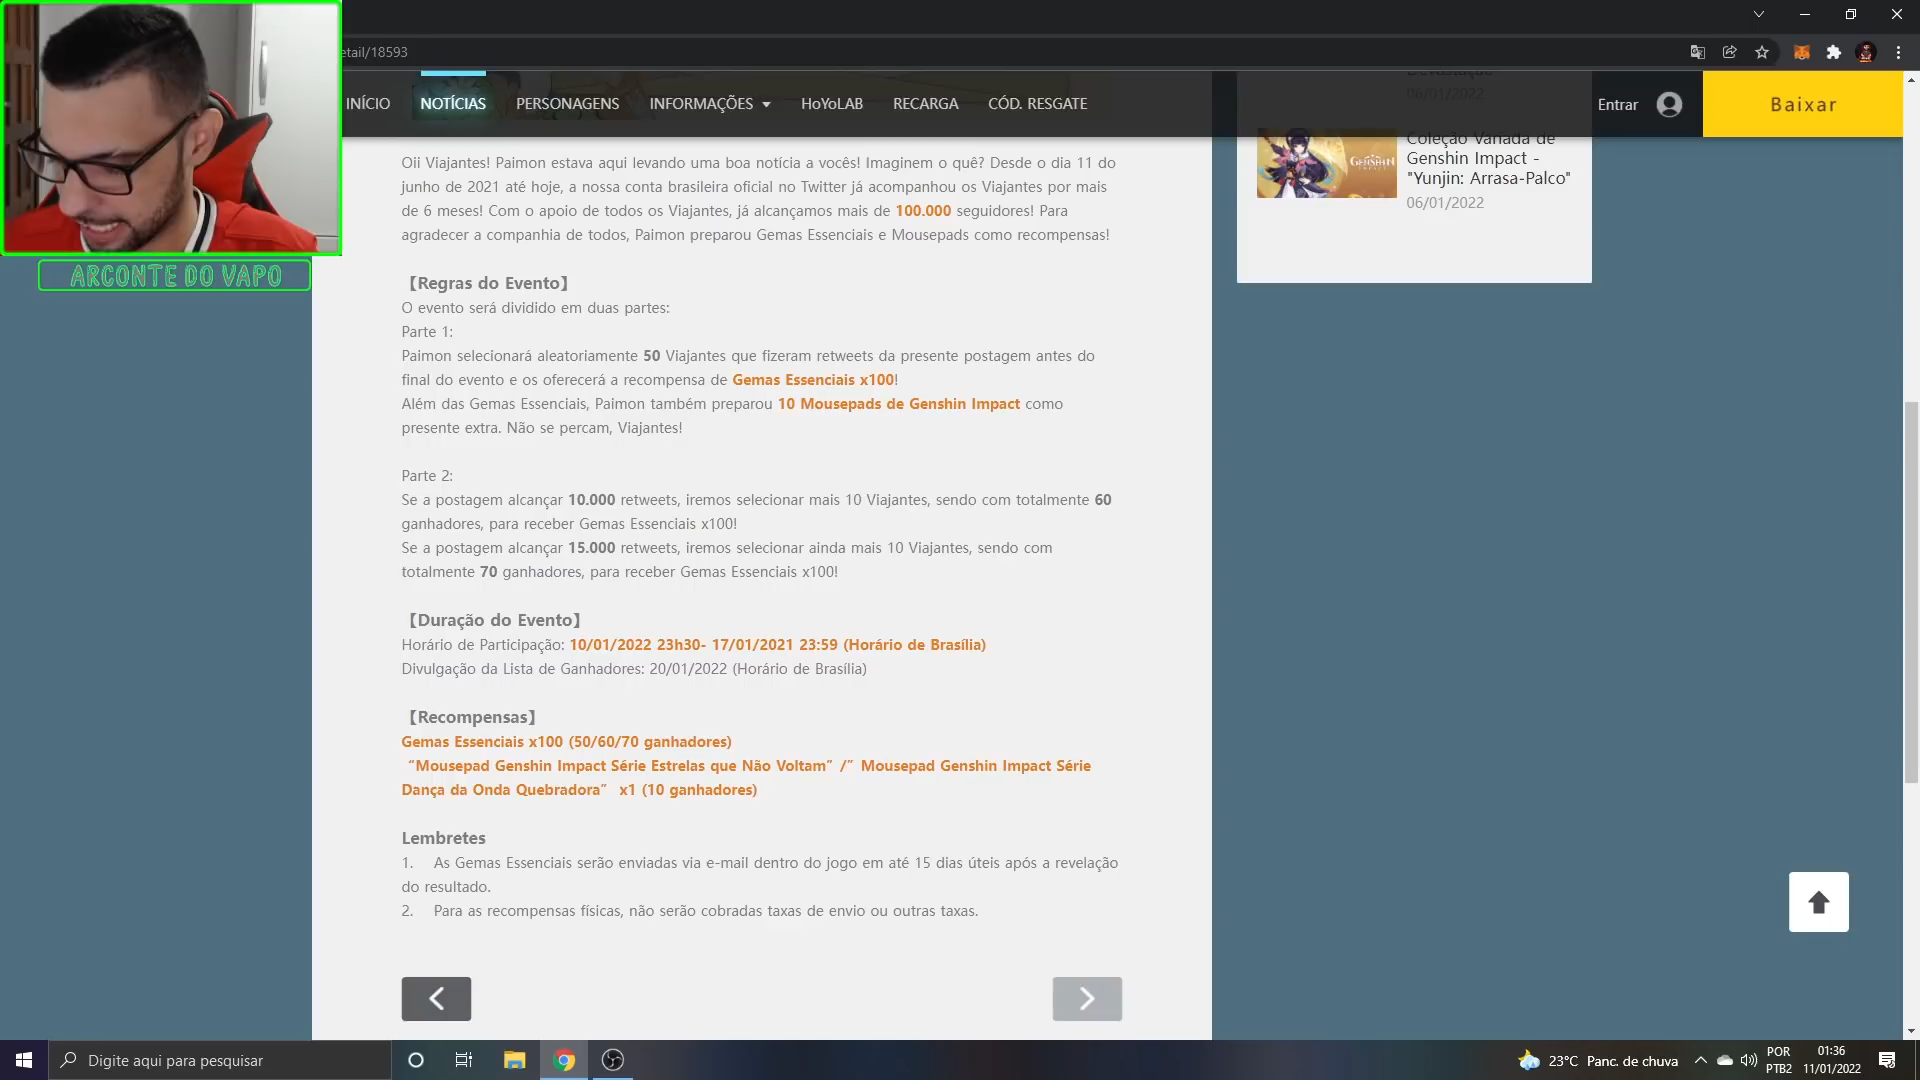 etail/18593
INÍCIO
NOTÍCIAS
PERSONAGENS
INFORMAÇÕES
HoYoLAB
RECARGA
CÓD. RESGATE
06/01/2022
Entrar
Baixar
Coleção Variada de
Genshin Impact -
"Yunjin: Arrasa-Palco"
06/01/2022
GENSHIN
ARCONTE DO VAPO
Oii Viajantes! Paimon estava aqui levando uma boa notícia a vocês! Imaginem o quê? Desde o dia 11 do
junho de 2021 até hoje, a nossa conta brasileira oficial no Twitter já acompanhou os Viajantes por mais
de 6 meses! Com o apoio de todos os Viajantes, já alcançamos mais de 100.000 seguidores! Para
agradecer a companhia de todos, Paimon preparou Gemas Essenciais e Mousepads como recompensas!
【Regras do Evento】
O evento será dividido em duas partes:
Parte 1:
Paimon selecionará aleatoriamente 50 Viajantes que fizeram retweets da presente postagem antes do
final do evento e os oferecerá a recompensa de Gemas Essenciais x100!
Além das Gemas Essenciais, Paimon também preparou 10 Mousepads de Genshin Impact como
presente extra. Não se percam, Viajantes!
Parte 2:
Se a postagem alcançar 10.000 retweets, iremos selecionar mais 10 Viajantes, sendo com totalmente 60
ganhadores, para receber Gemas Essenciais x100!
Se a postagem alcançar 15.000 retweets, iremos selecionar ainda mais 10 Viajantes, sendo com
totalmente 70 ganhadores, para receber Gemas Essenciais x100!
【Duração do Evento】
Horário de Participação: 10/01/2022 23h30- 17/01/2021 23:59 (Horário de Brasília)
Divulgação da Lista de Ganhadores: 20/01/2022 (Horário de Brasília)
【Recompensas】
Gemas Essenciais x100 (50/60/70 ganhadores)
“Mousepad Genshin Impact Série Estrelas que Não Voltam” /” Mousepad Genshin Impact Série
Dança da Onda Quebradora” x1 (10 ganhadores)
Lembretes
1. As Gemas Essenciais serão enviadas via e-mail dentro do jogo em até 15 dias úteis após a revelação
do resultado.
2. Para as recompensas físicas, não serão cobradas taxas de envio ou outras taxas.
Digite aqui para pesquisar
23°C Panc. de chuva
POR
PTB2
01:36
11/01/2022